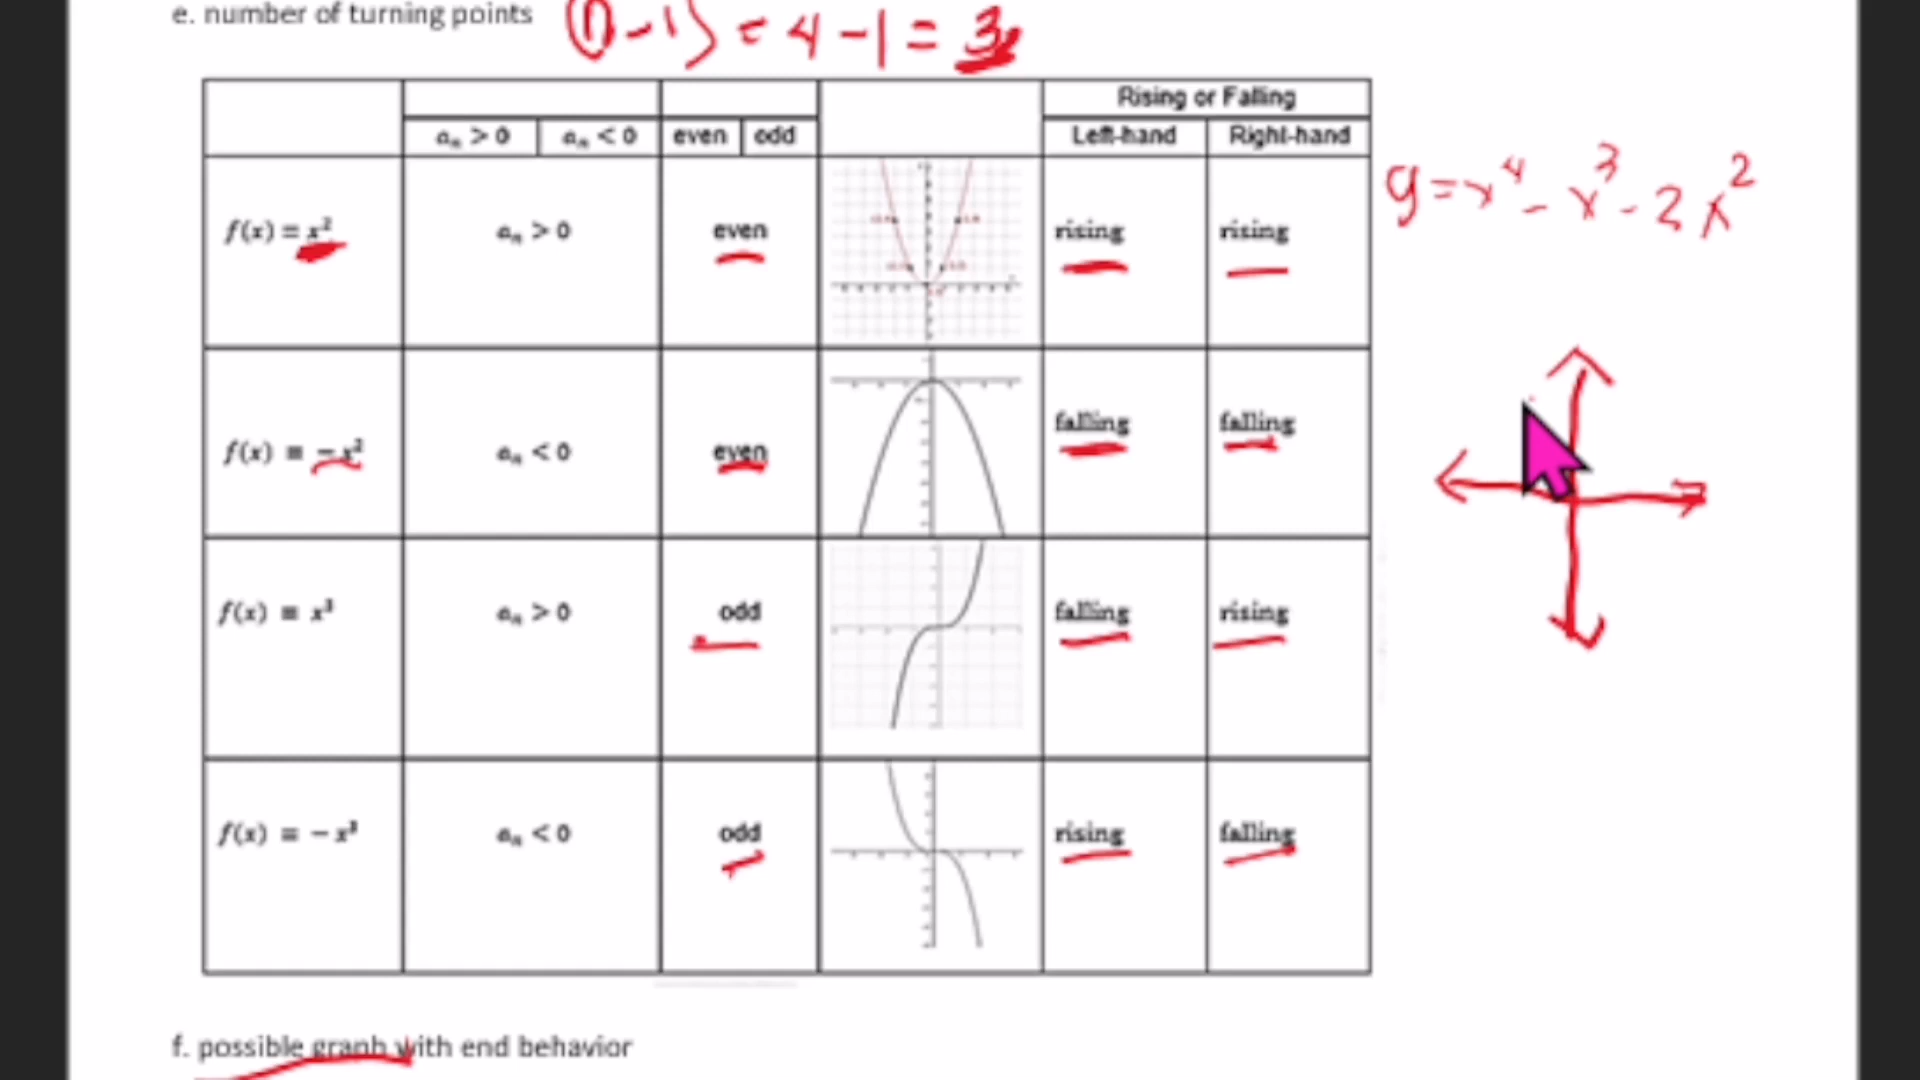 e. number of turning points (n-1) = 4-1 = 3
Rising or Falling
aₙ > 0 aₙ < 0 even odd Left-hand Right-hand
f(x) = x² aₙ > 0 even rising rising
y = x⁴ - x³ - 2x²
f(x) = -x² aₙ < 0 even falling falling
f(x) = x³ aₙ > 0 odd falling rising
f(x) = -x³ aₙ < 0 odd rising falling
f. possible graph with end behavior